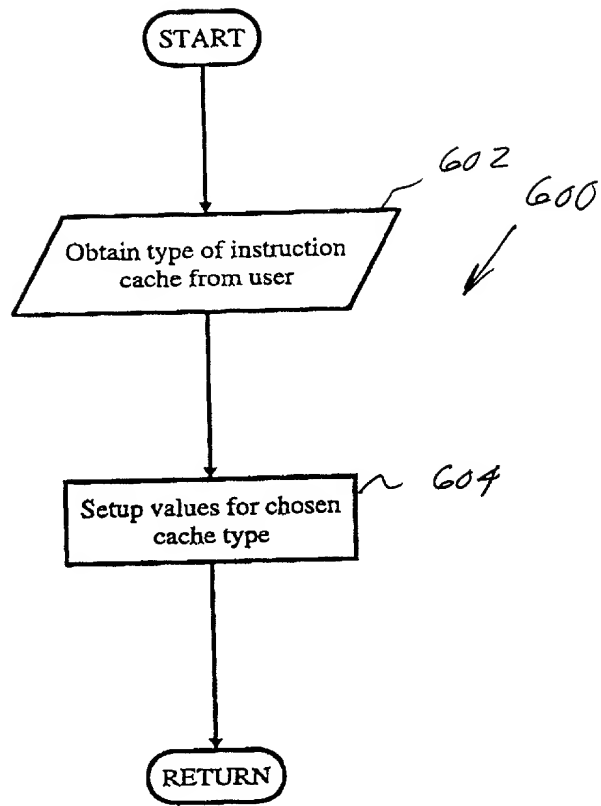 START
602
600
Obtain type of instruction
cache from user
604
Setup values for chosen
cache type
RETURN